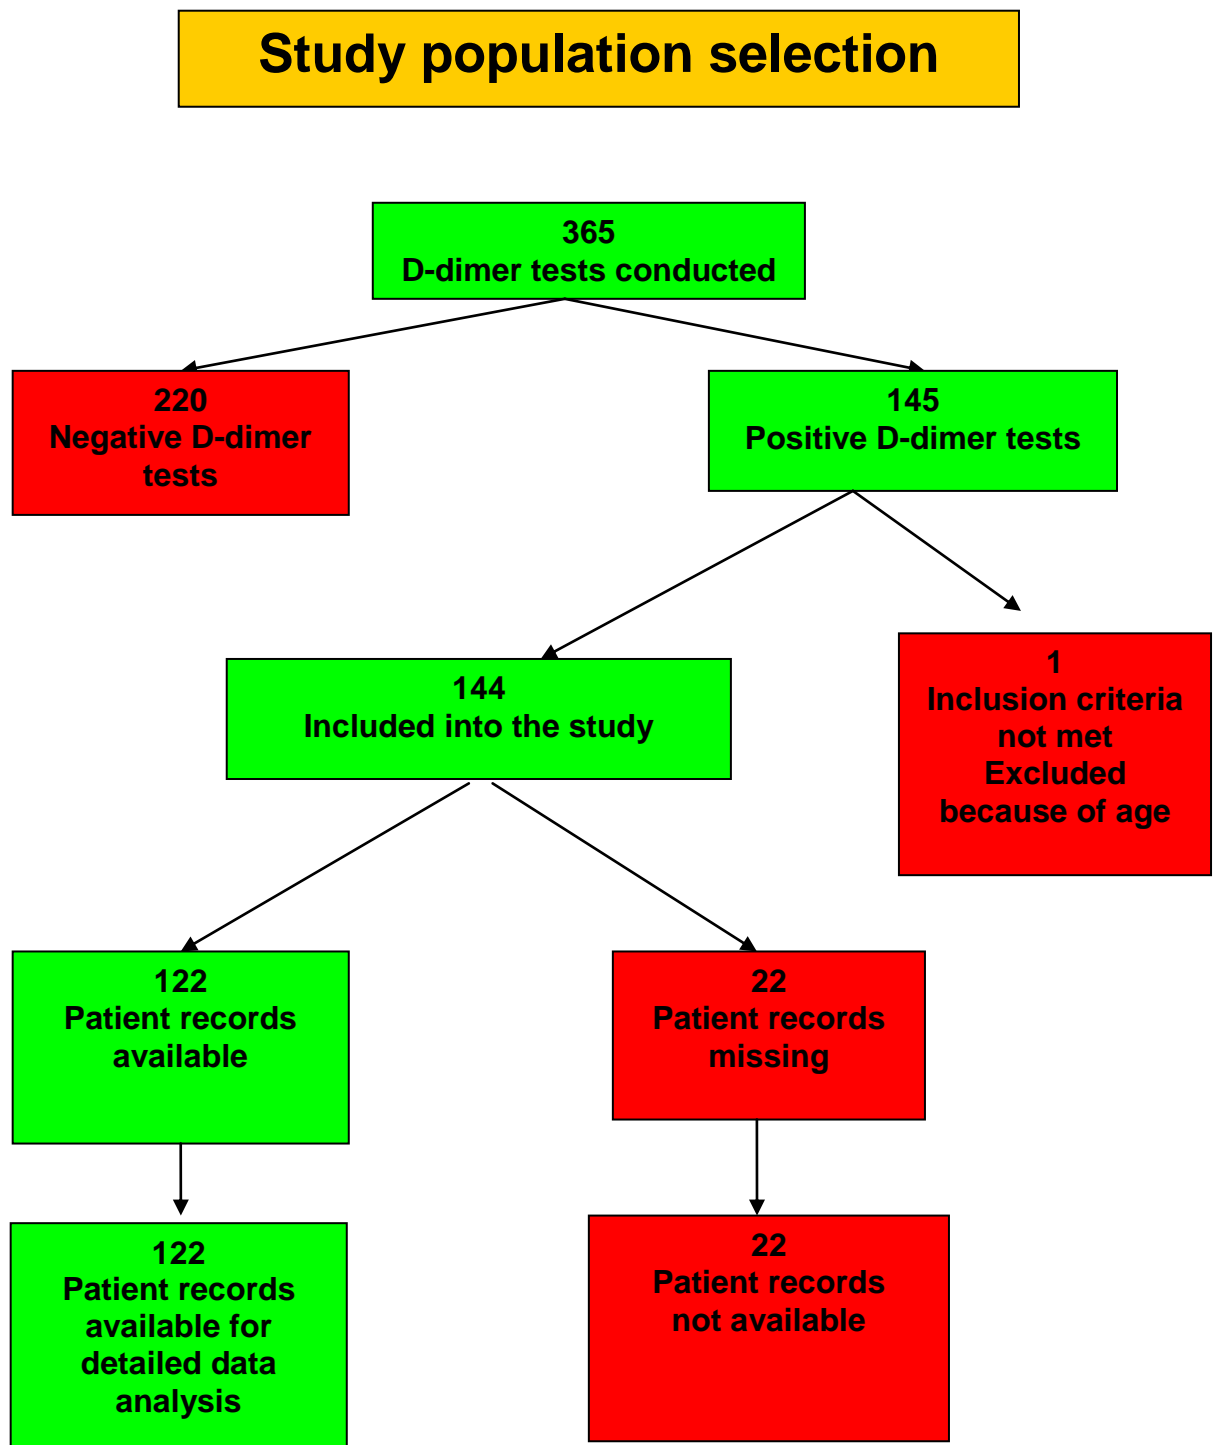 Study population selection
365
D-dimer tests conducted
220
Negative D-dimer
tests
145
Positive D-dimer tests
144
Included into the study
1
Inclusion criteria
not met
Excluded
because of age
122
Patient records
available
22
Patient records
missing
122
Patient records
available for
detailed data
analysis
22
Patient records
not available